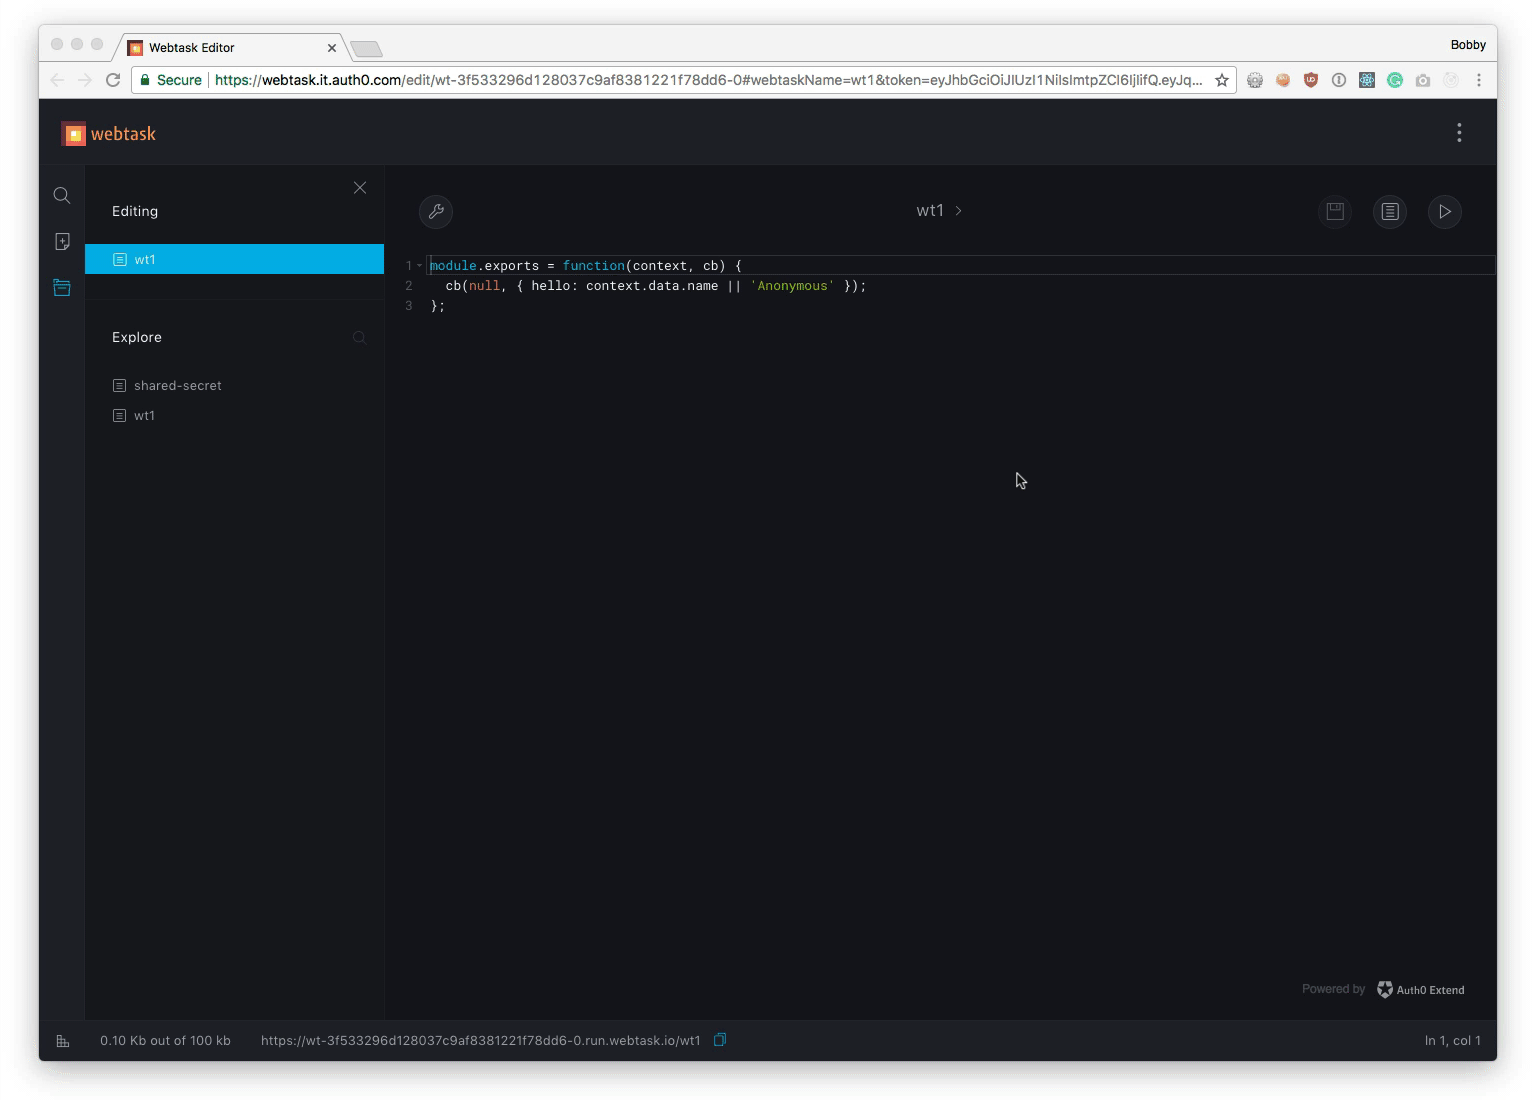 Webtask Editor
Bobby
Secure https://webtask.it.auth0.com/edit/wt-3f533296d128037c9af8381221f78dd6-0#webtaskName=wt1&token=eyJhbGciOiJIUzI1NiIsImtpZCI6IjIifQ.eyJq...
webtask
Editing
wt1
Explore
shared-secret
wt1
wt1
1 module.exports = function(context, cb) {
2 cb(null, { hello: context.data.name || 'Anonymous' });
3 };
Powered by Auth0 Extend
0.10 Kb out of 100 kb https://wt-3f533296d128037c9af8381221f78dd6-0.run.webtask.io/wt1 ln 1, col 1